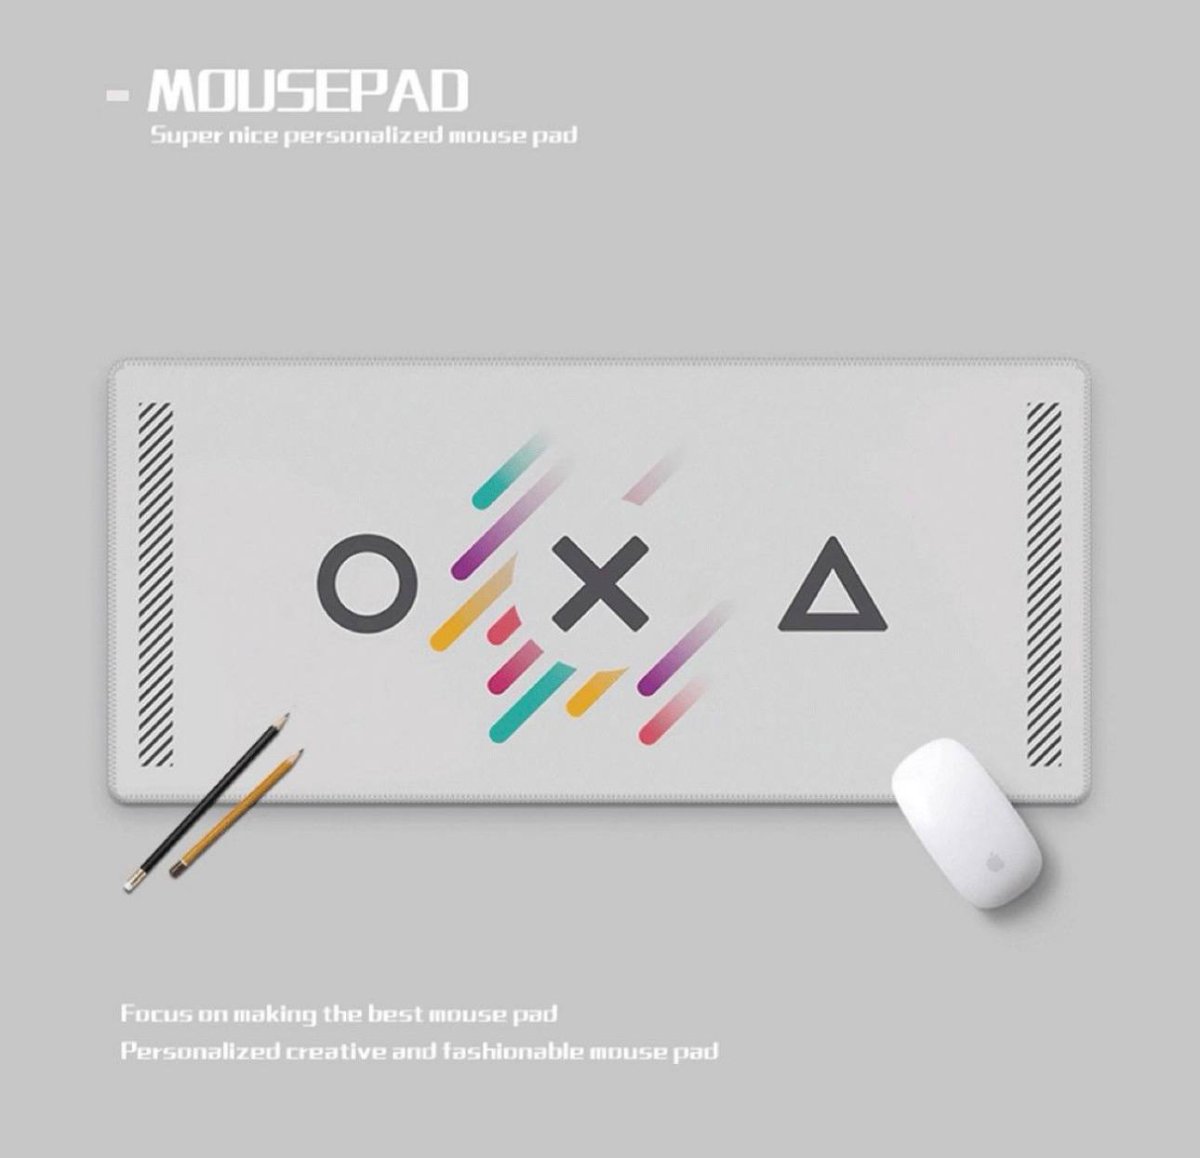 MOUSEPAD
Super nice personalized mouse pad
Focus on making the best mouse pad
Personalized creative and fashionable mouse pad